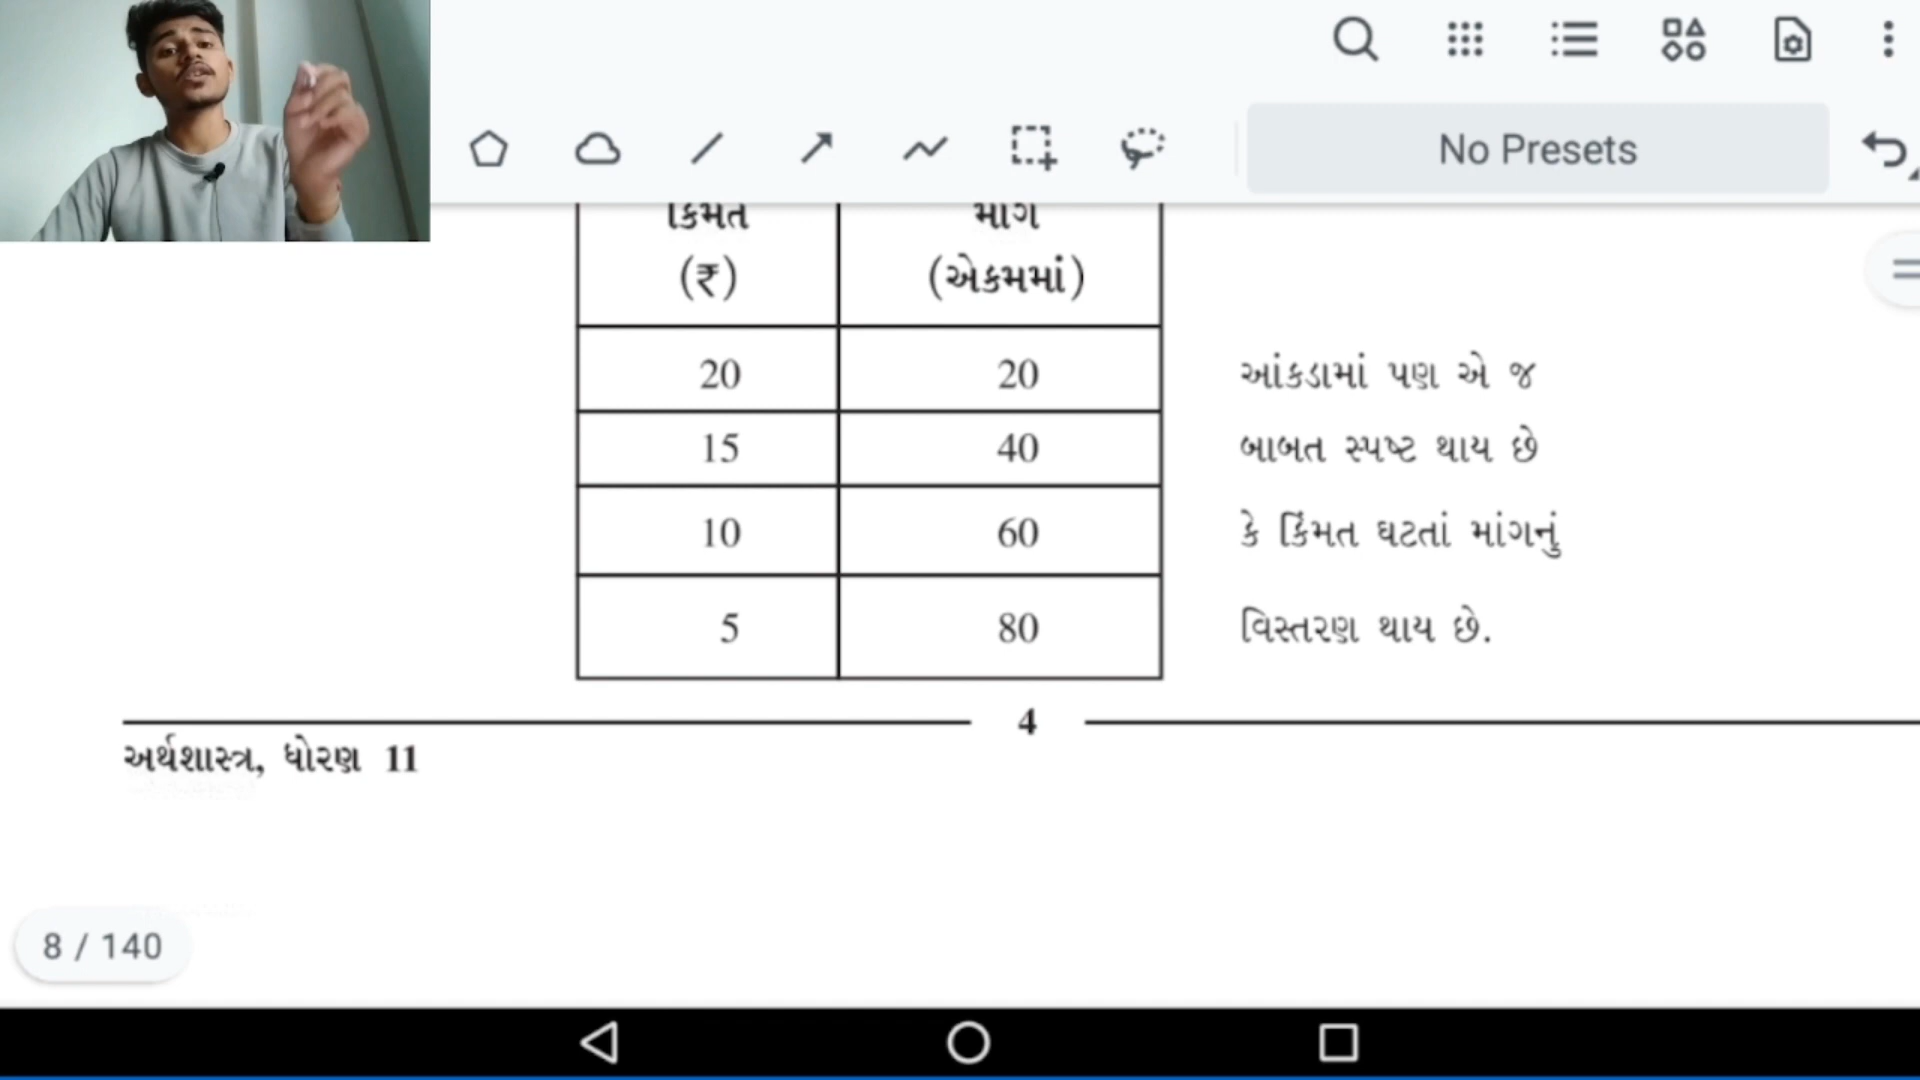 No Presets
કિંમત માંગ
(₹) (એકમમાં)
20 20 આંકડામાં પણ એ જ
15 40 બાબત સ્પષ્ટ થાય છે
10 60 કે કિંમત ઘટતાં માંગનું
5 80 વિસ્તરણ થાય છે.
4
અર્થશાસ્ત્ર, ધોરણ 11
8 / 140